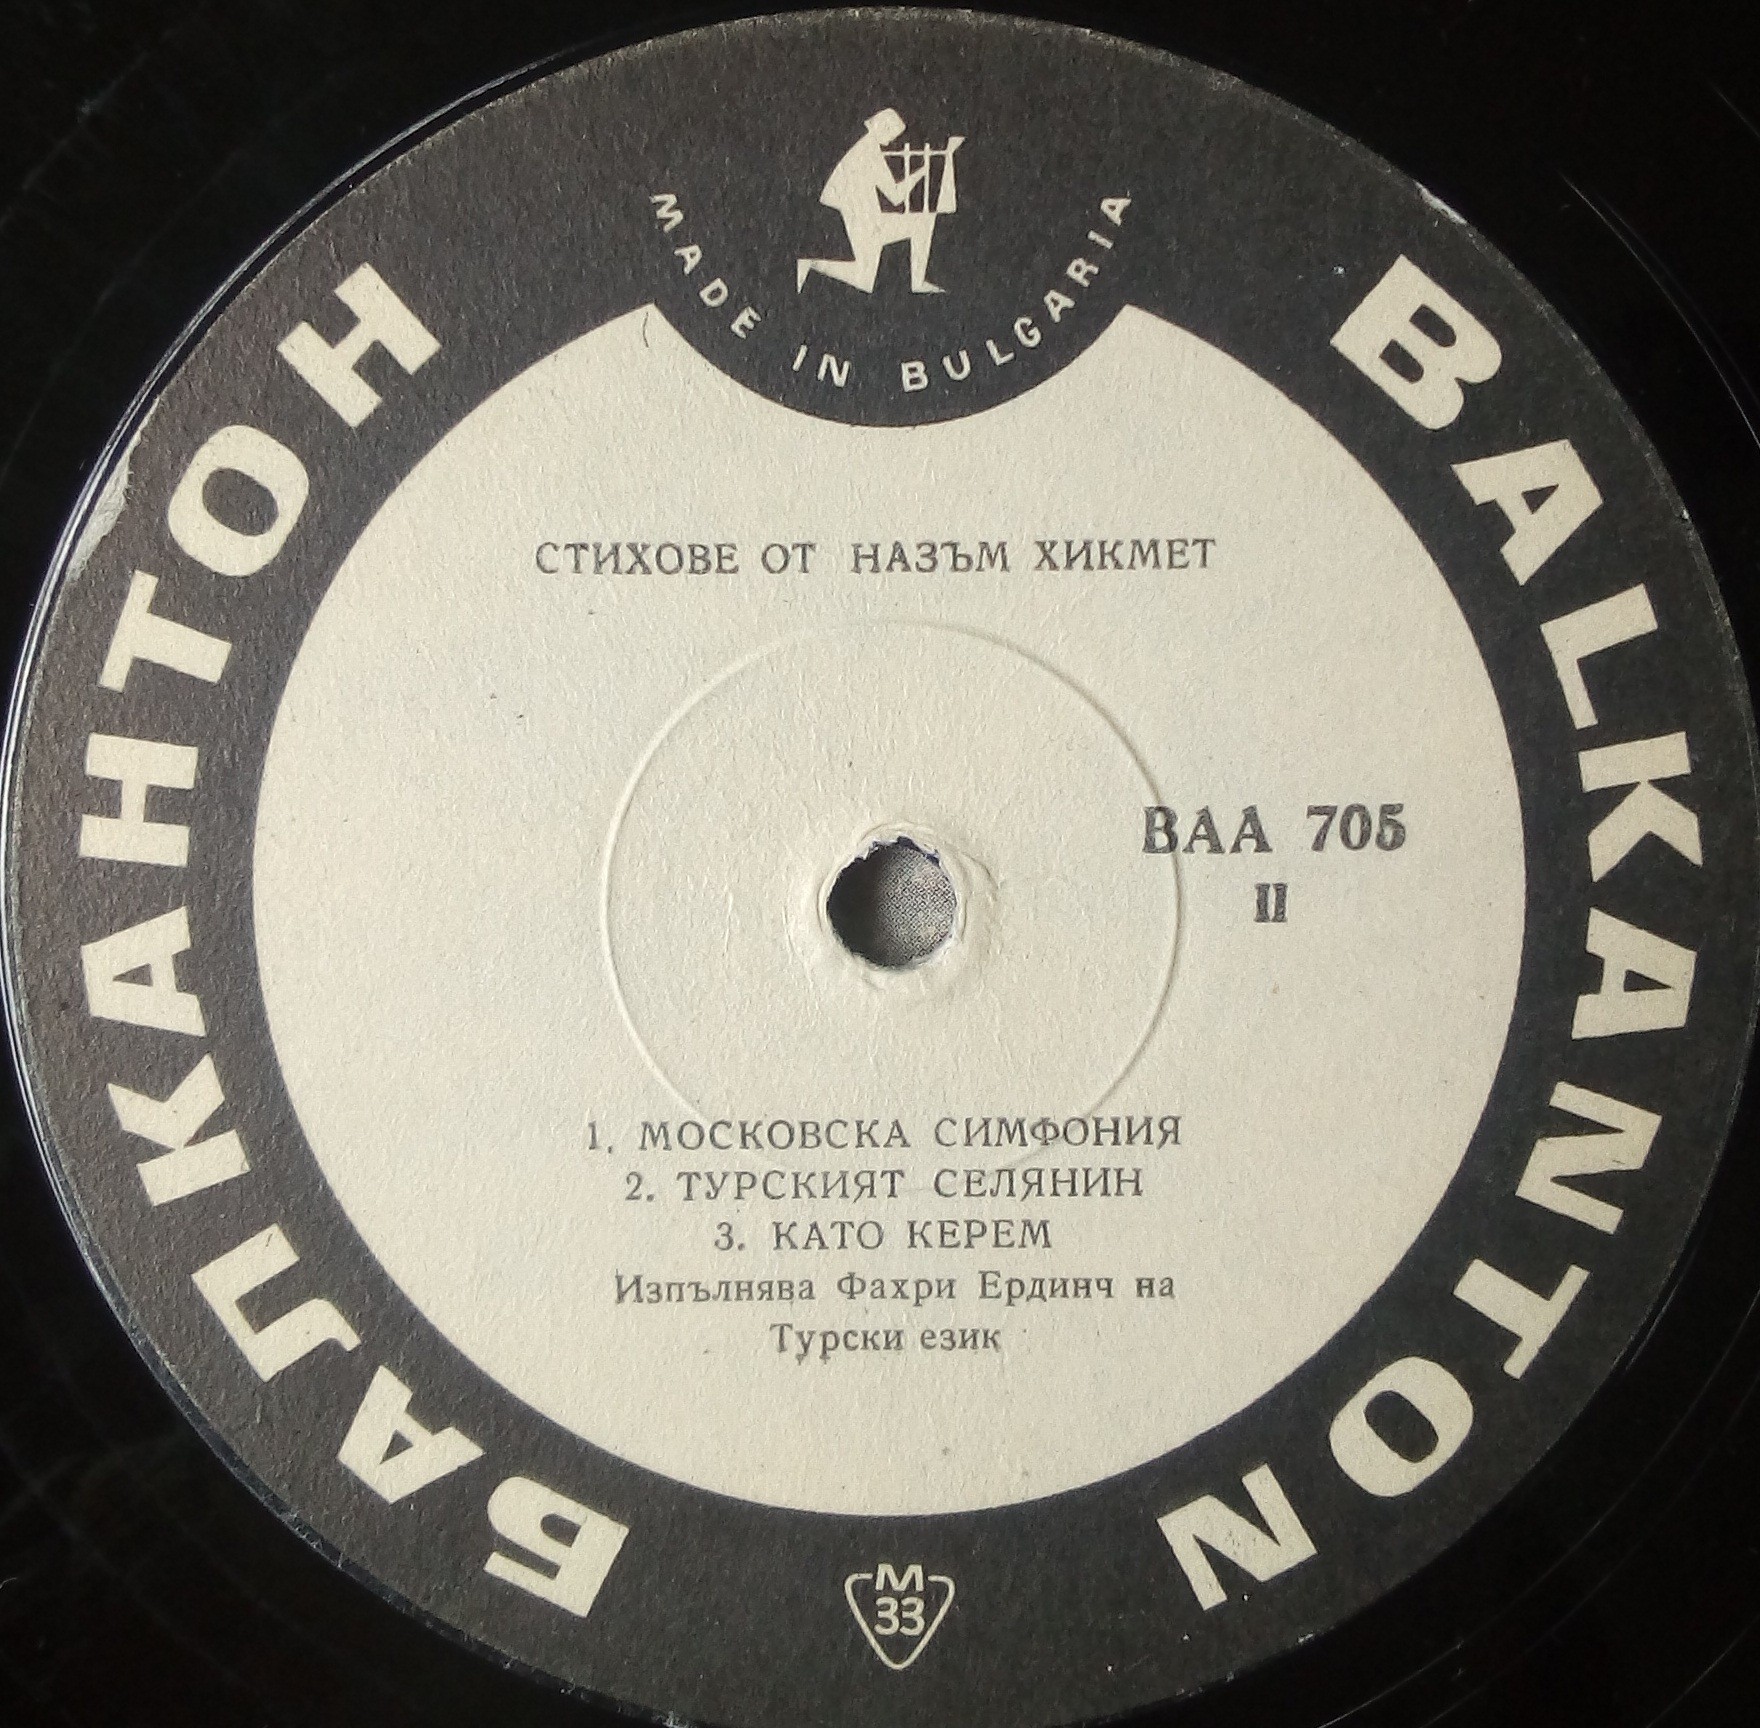 MADE IN BULGARIA
БАЛКАНТОН
BALKANTON
СТИХОВЕ ОТ НАЗЪМ ХИКМЕТ
ВАА 705
II
1. МОСКОВСКА СИМФОНИЯ
2. ТУРСКИЯТ СЕЛЯНИН
3. КАТО КЕРЕМ
Изпълнява Фахри Ердинч на
Турски език
М
33